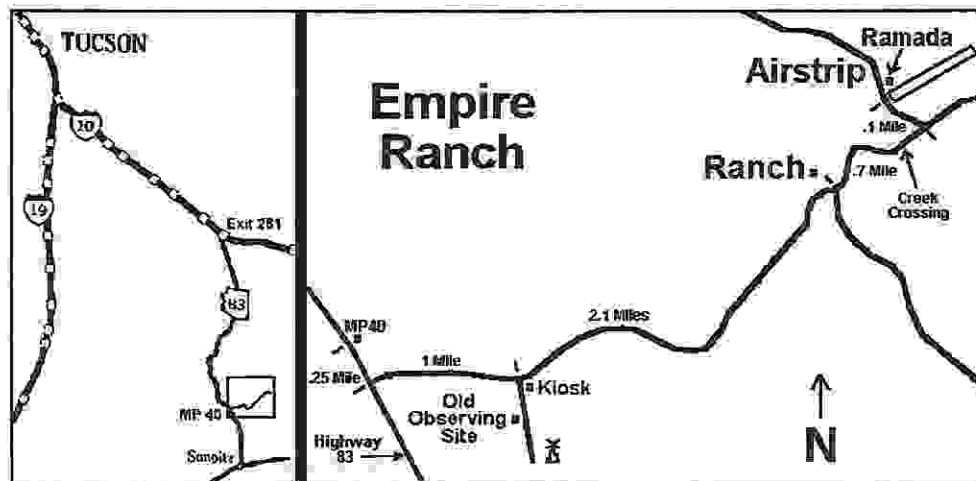 TUCSON
10
19
Exit 281
83
MP 40
Sonoita
Empire
Ranch
Ramada
Airstrip
.1 Mile
Ranch
.7 Mile
Creek
Crossing
MP40
2.1 Miles
1 Mile
.25 Mile
Kiosk
Old
Observing
Site
Highway
83
N